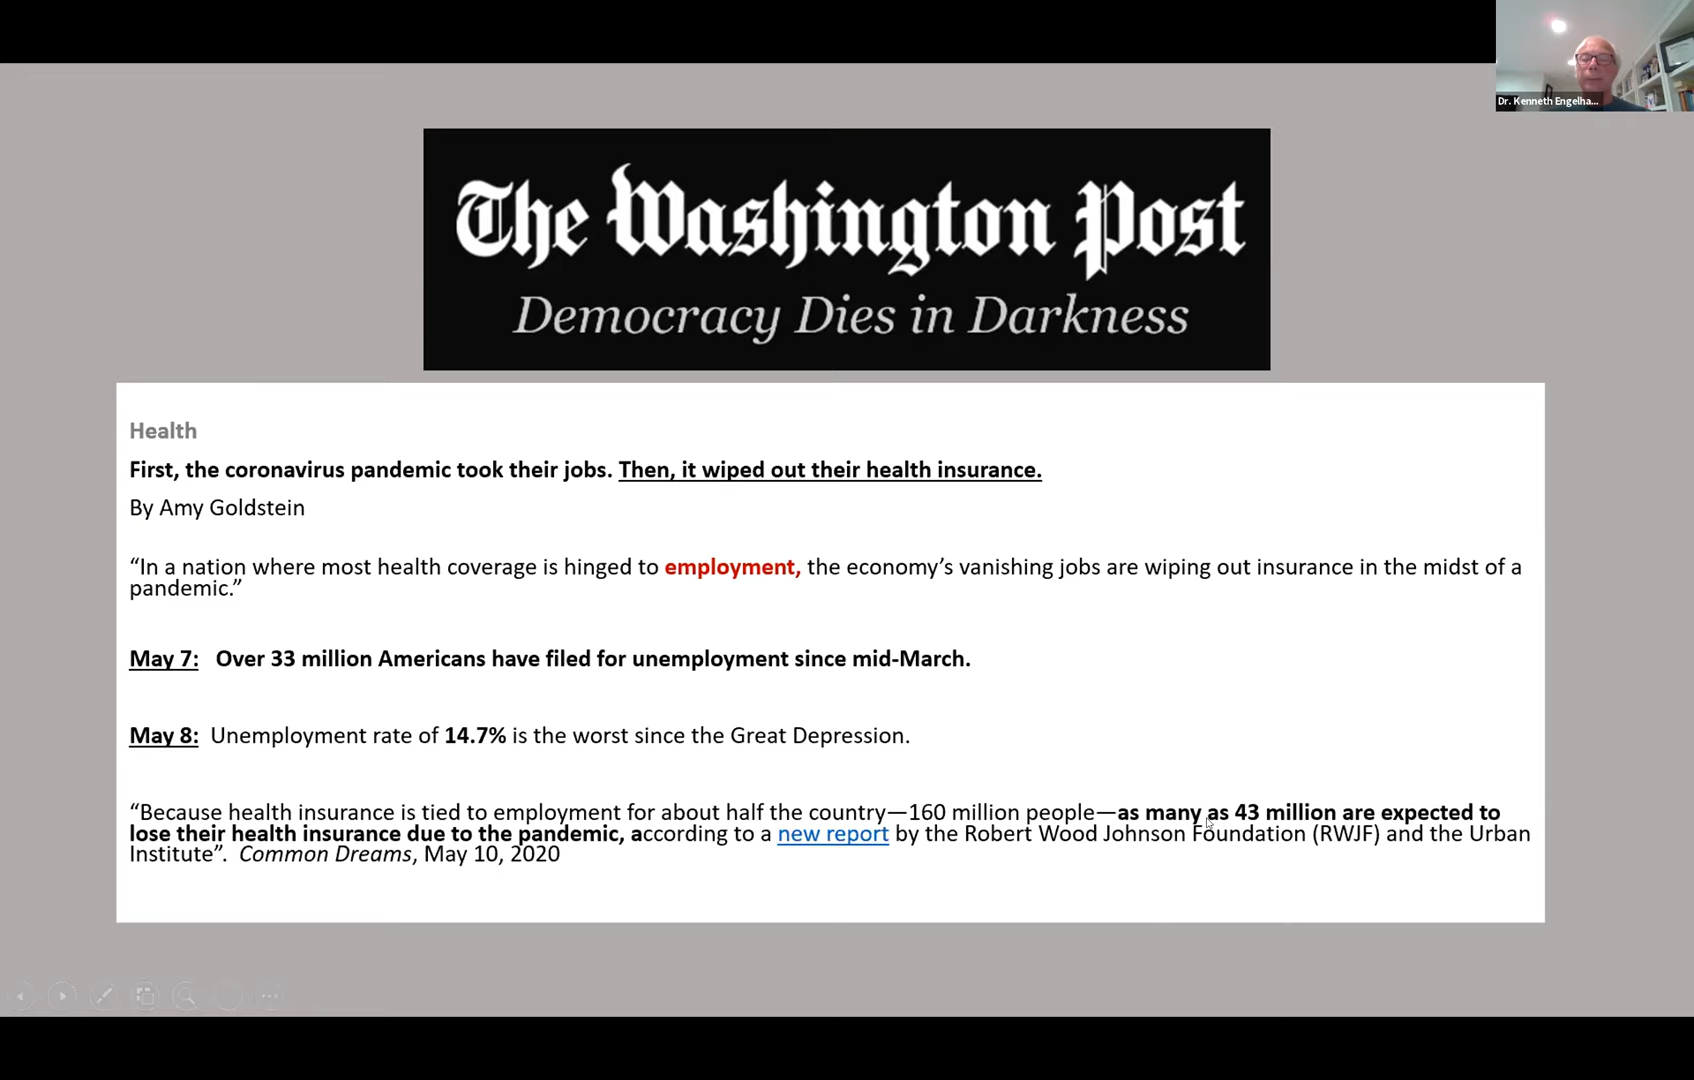 Dr. Kenneth Engelha...
The Washington Post
Democracy Dies in Darkness
Health
First, the coronavirus pandemic took their jobs. Then, it wiped out their health insurance.
By Amy Goldstein
“In a nation where most health coverage is hinged to employment, the economy’s vanishing jobs are wiping out insurance in the midst of a
pandemic.”
May 7: Over 33 million Americans have filed for unemployment since mid-March.
May 8: Unemployment rate of 14.7% is the worst since the Great Depression.
“Because health insurance is tied to employment for about half the country—160 million people—as many as 43 million are expected to
lose their health insurance due to the pandemic, according to a new report by the Robert Wood Johnson Foundation (RWJF) and the Urban
Institute”. Common Dreams, May 10, 2020